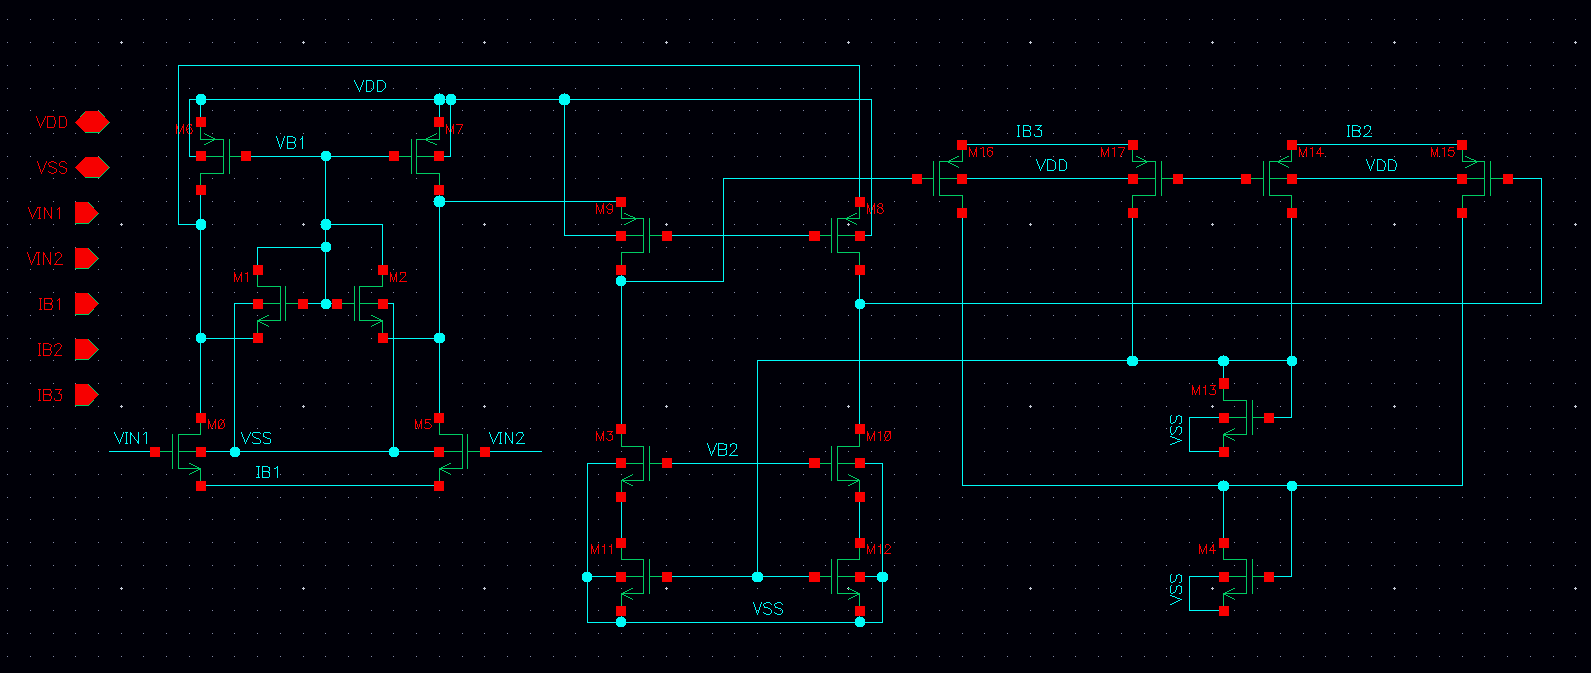 VDD
VSS
VIN1
VIN2
IB1
IB2
IB3
VDD
M6
VB1
M7
M1
M2
M0
M5
VIN1
VSS
VIN2
IB1
M9
M8
M3
VB2
M10
M11
M12
VSS
IB3
IB2
M16
M17
M14
M15
VDD
VDD
M13
VSS
M4
VSS